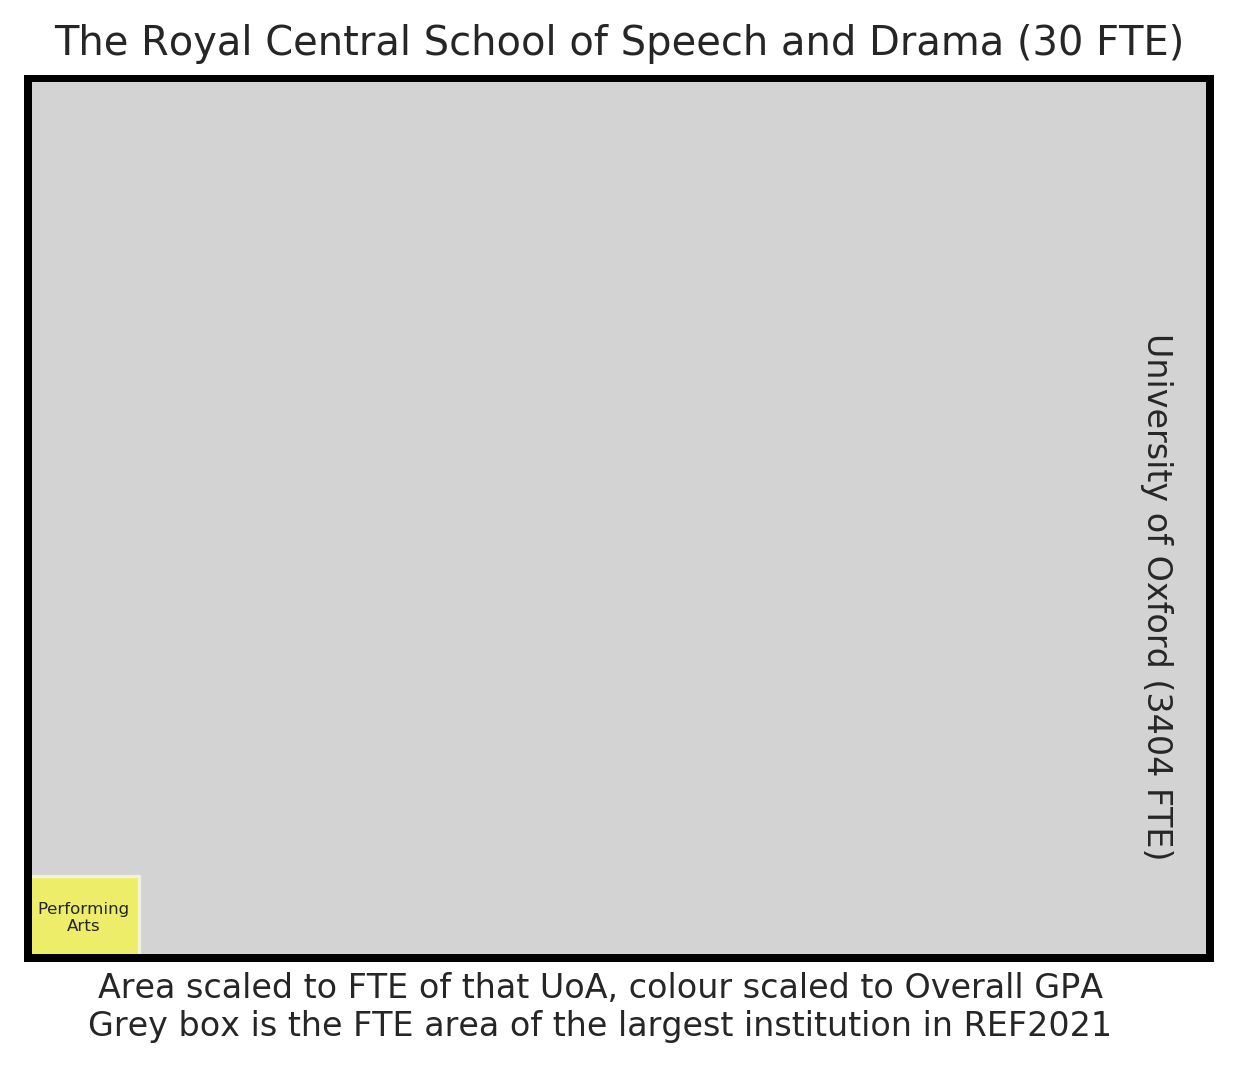 The Royal Central School of Speech and Drama (30 FTE)
University of Oxford (3404 FTE)
Performing
Arts
Area scaled to FTE of that UoA, colour scaled to Overall GPA
Grey box is the FTE area of the largest institution in REF2021